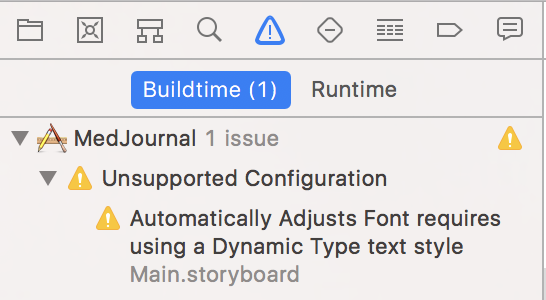 Buildtime (1) Runtime
MedJournal 1 issue
Unsupported Configuration
Automatically Adjusts Font requires
using a Dynamic Type text style
Main.storyboard